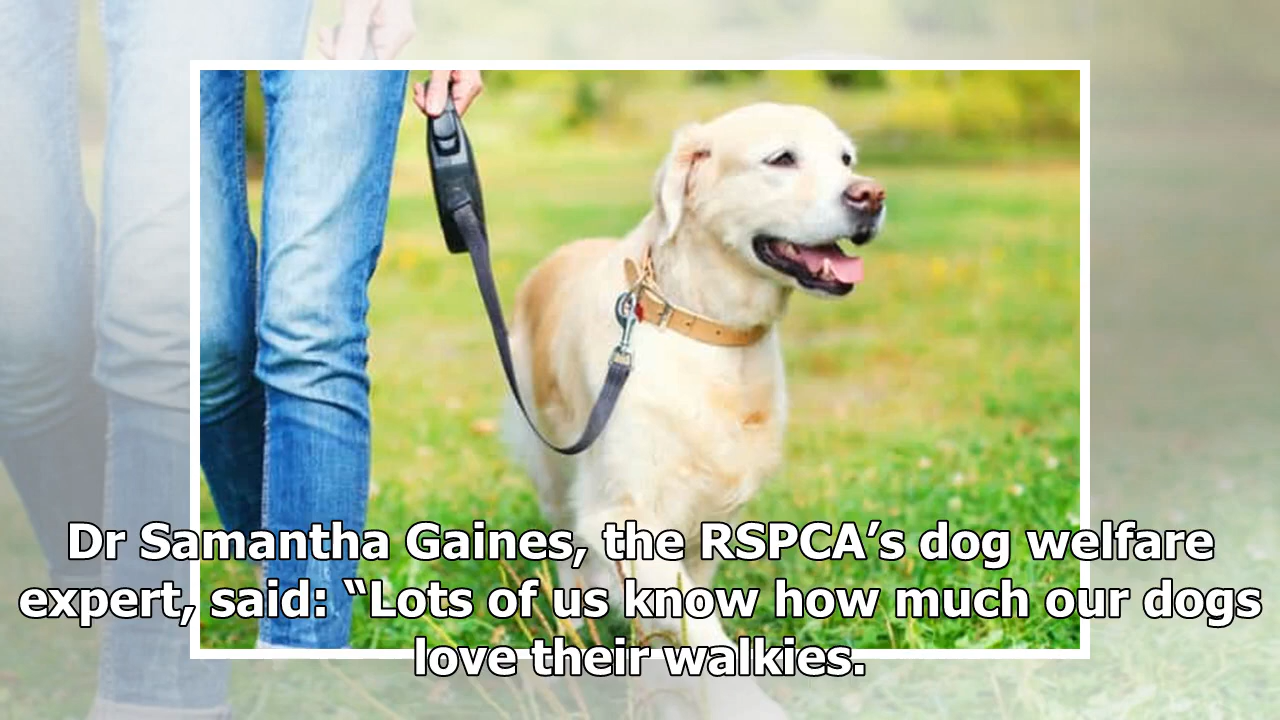 Dr Samantha Gaines, the RSPCA’s dog welfare
expert, said: “Lots of us know how much our dogs
love their walkies.